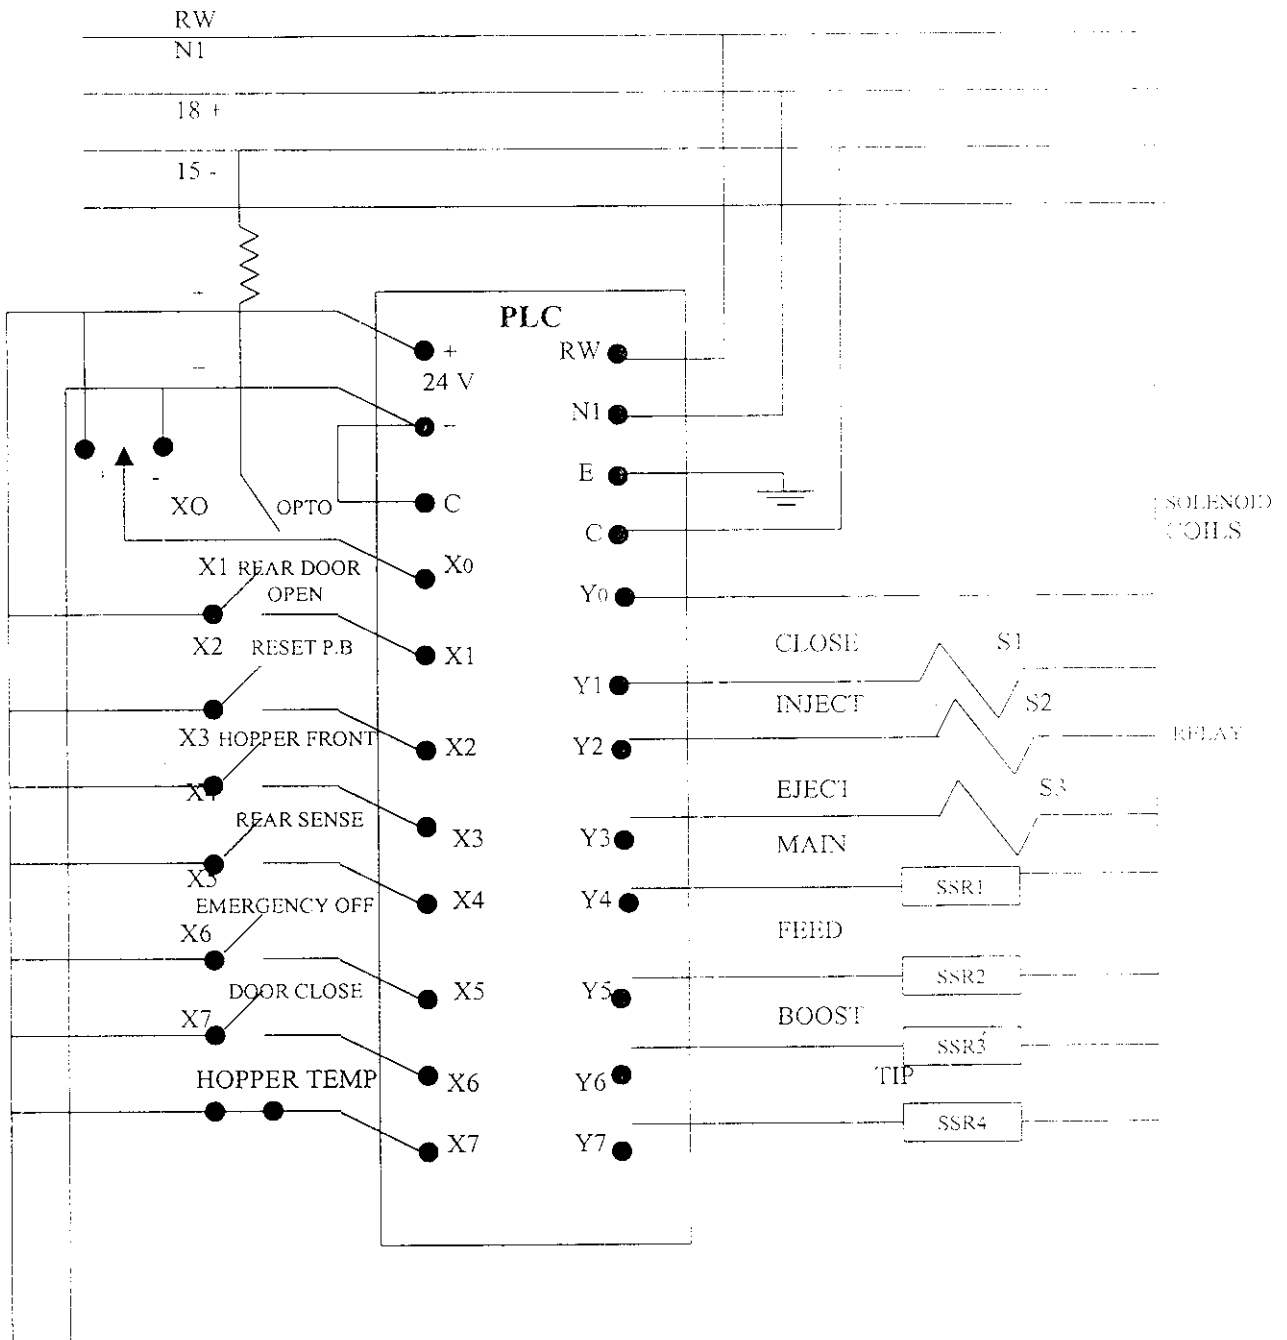 RW
N1
18 +
15 -
+
PLC
RW
+
24 V
N1
-
E
XO
OPTO
C
C
SOLENOID
COILS
X0
X1 REAR DOOR
OPEN
Y0
X2 RESET P.B
X1
CLOSE S1
Y1
INJECT S2
X3 HOPPER FRONT
X2
Y2
RELAY
X4
EJECT S3
REAR SENSE
X3
Y3
MAIN
X5
X4
Y4
SSR1
EMERGENCY OFF
X6
FEED
DOOR CLOSE
X5
Y5
SSR2
X7
BOOST
SSR3
HOPPER TEMP
X6
Y6
TIP
SSR4
X7
Y7